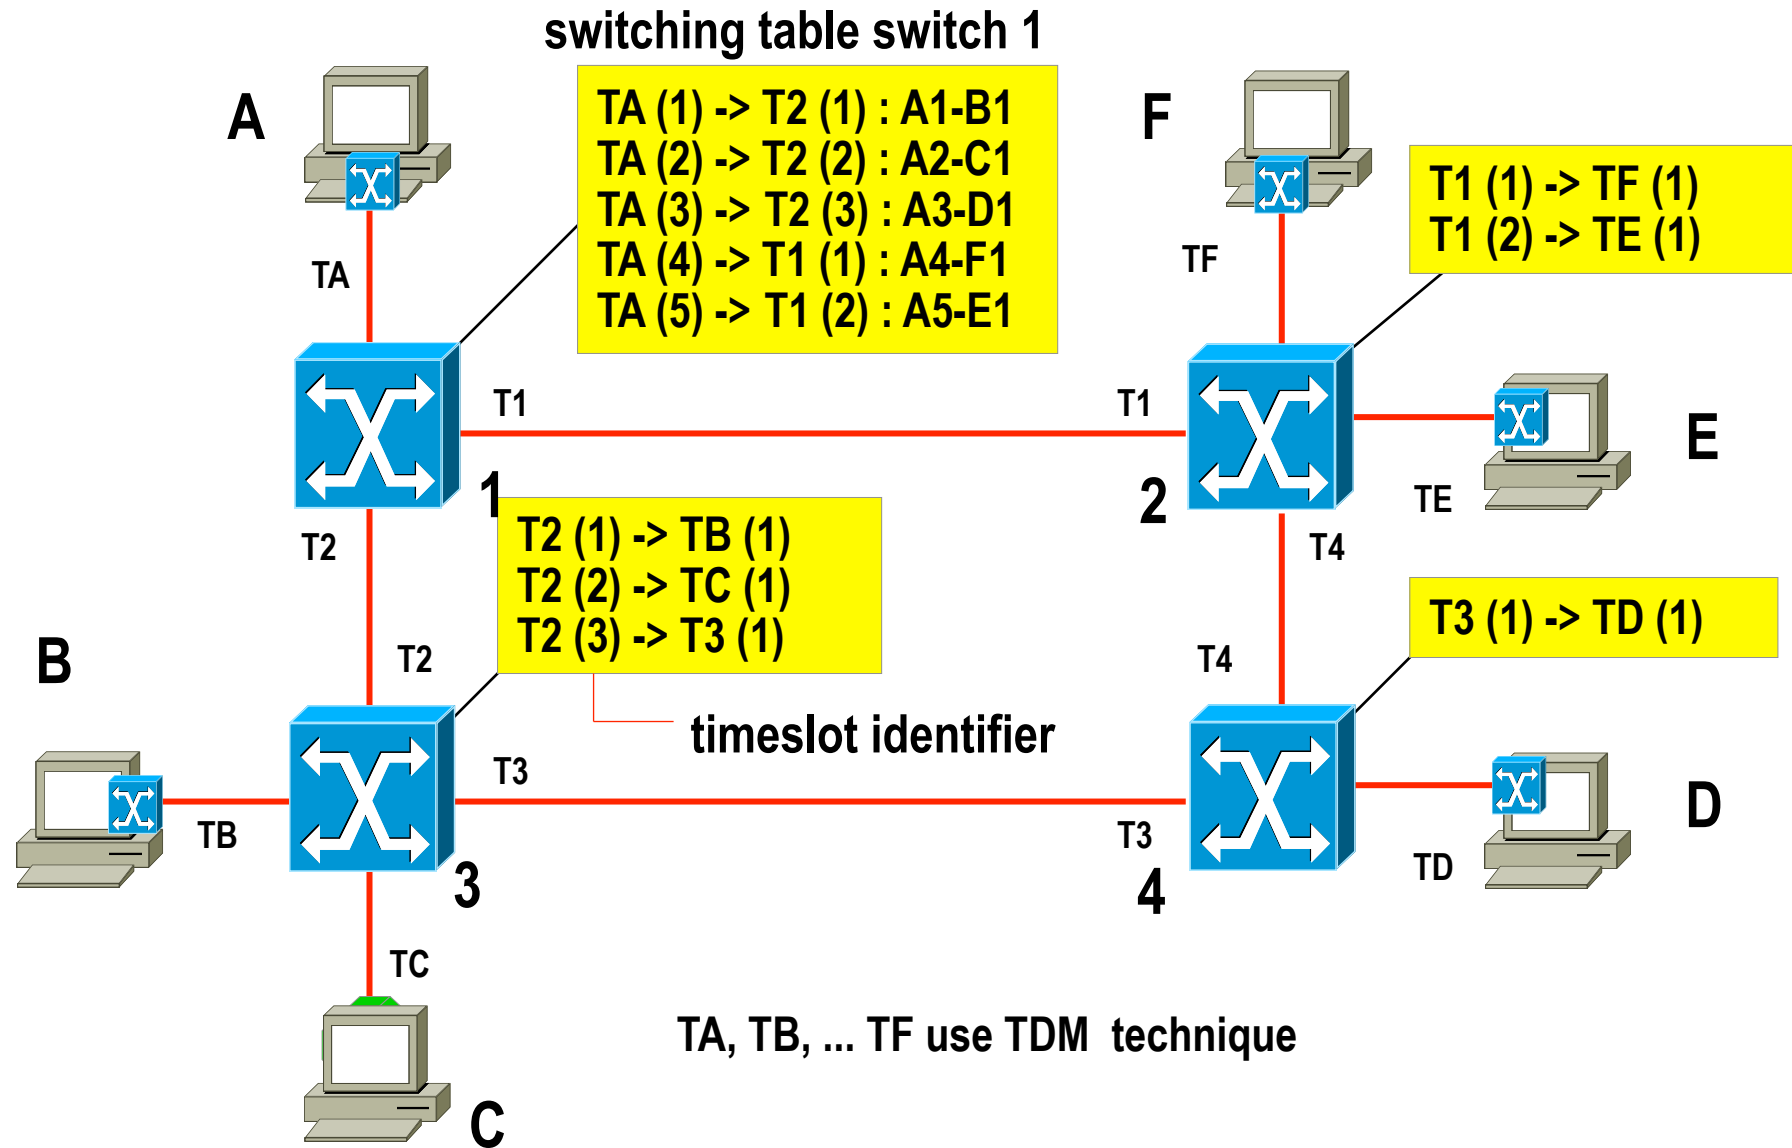 switching table switch 1
A
TA (1) -> T2 (1) : A1-B1
TA (2) -> T2 (2) : A2-C1
TA (3) -> T2 (3) : A3-D1
TA (4) -> T1 (1) : A4-F1
TA (5) -> T1 (2) : A5-E1
F
T1 (1) -> TF (1)
T1 (2) -> TE (1)
TA
TF
T1
T1
E
1
2
TE
T2
T4
T2 (1) -> TB (1)
T2 (2) -> TC (1)
T2 (3) -> T3 (1)
T3 (1) -> TD (1)
B
T2
T4
timeslot identifier
T3
D
TB
T3
TD
3
4
TC
TA, TB, ... TF use TDM technique
C